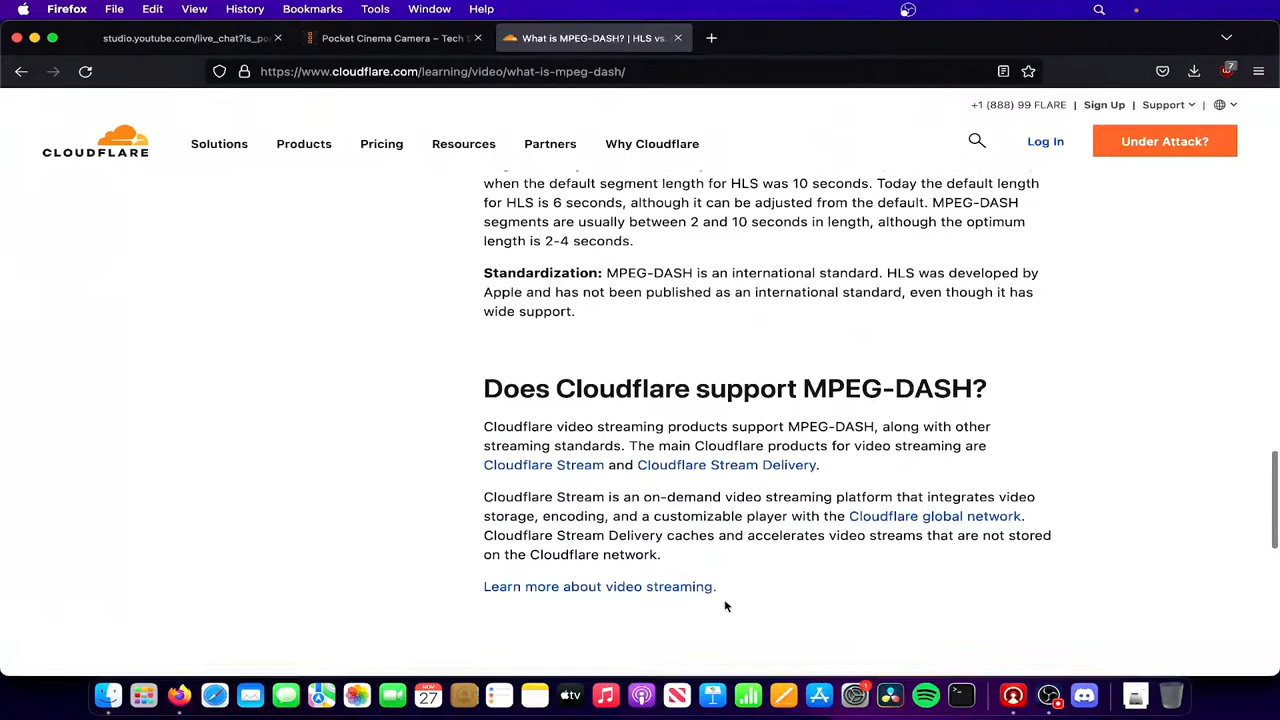 Firefox File Edit View History Bookmarks Tools Window Help
studio.youtube.com/live_chat?is_po
Pocket Cinema Camera – Tech
What is MPEG-DASH? | HLS vs.
https://www.cloudflare.com/learning/video/what-is-mpeg-dash/
7
+1 (888) 99 FLARE | Sign Up | Support |
CLOUDFLARE
Solutions Products Pricing Resources Partners Why Cloudflare
Log In
Under Attack?
when the default segment length for HLS was 10 seconds. Today the default length
for HLS is 6 seconds, although it can be adjusted from the default. MPEG-DASH
segments are usually between 2 and 10 seconds in length, although the optimum
length is 2-4 seconds.
Standardization: MPEG-DASH is an international standard. HLS was developed by
Apple and has not been published as an international standard, even though it has
wide support.
Does Cloudflare support MPEG-DASH?
Cloudflare video streaming products support MPEG-DASH, along with other
streaming standards. The main Cloudflare products for video streaming are
Cloudflare Stream and Cloudflare Stream Delivery.
Cloudflare Stream is an on-demand video streaming platform that integrates video
storage, encoding, and a customizable player with the Cloudflare global network.
Cloudflare Stream Delivery caches and accelerates video streams that are not stored
on the Cloudflare network.
Learn more about video streaming.
NOV
27
tv
1